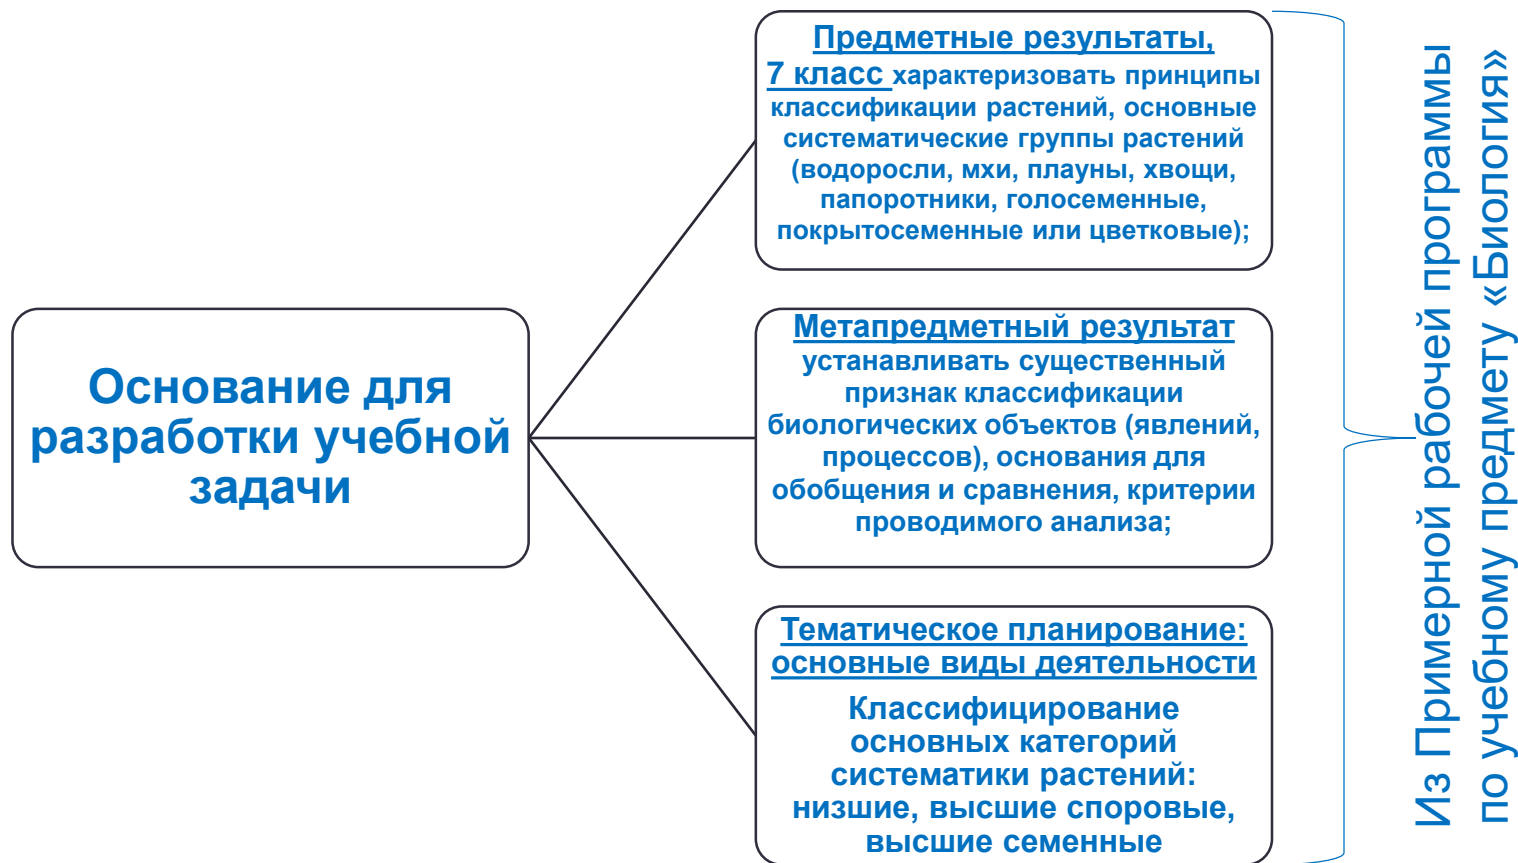 Основание для
разработки учебной
задачи
Предметные результаты,
7 класс характеризовать принципы
классификации растений, основные
систематические группы растений
(водоросли, мхи, плауны, хвощи,
папоротники, голосеменные,
покрытосеменные или цветковые);
Метапредметный результат
устанавливать существенный
признак классификации
биологических объектов (явлений,
процессов), основания для
обобщения и сравнения, критерии
проводимого анализа;
Тематическое планирование:
основные виды деятельности
Классифицирование
основных категорий
систематики растений:
низшие, высшие споровые,
высшие семенные
Из Примерной рабочей программы
по учебному предмету «Биология»